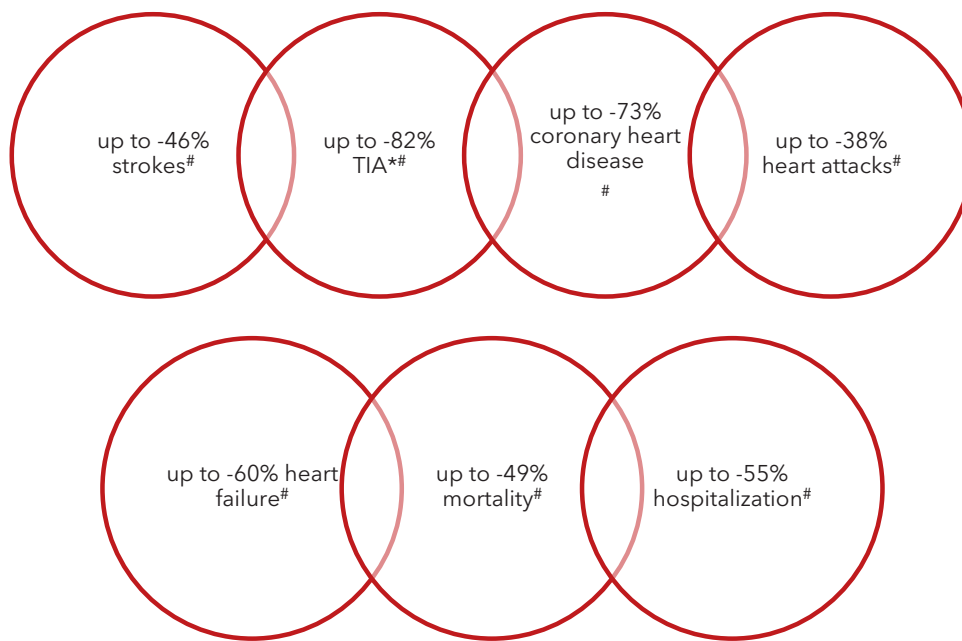 up to -46%
strokes#
up to -82%
TIA*#
up to -73%
coronary heart
disease
#
up to -38%
heart attacks#
up to -60% heart
failure#
up to -49%
mortality#
up to -55%
hospitalization#